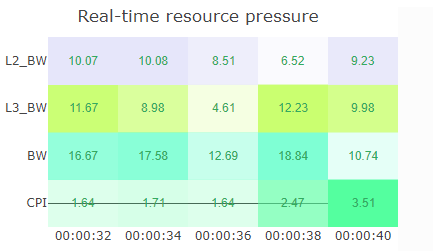 Real-time resource pressure
L2_BW 10.07 10.08 8.51 6.52 9.23
L3_BW 11.67 8.98 4.61 12.23 9.98
BW 16.67 17.58 12.69 18.84 10.74
CPI 1.64 1.71 1.64 2.47 3.51
00:00:32 00:00:34 00:00:36 00:00:38 00:00:40